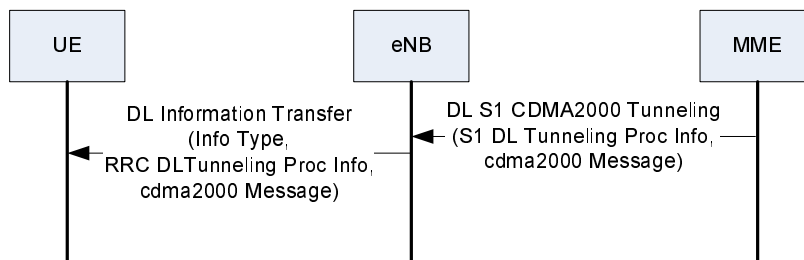 UE
eNB
MME
DL Information Transfer
(Info Type,
RRC DLTunneling Proc Info,
cdma2000 Message)
DL S1 CDMA2000 Tunneling
(S1 DL Tunneling Proc Info,
cdma2000 Message)